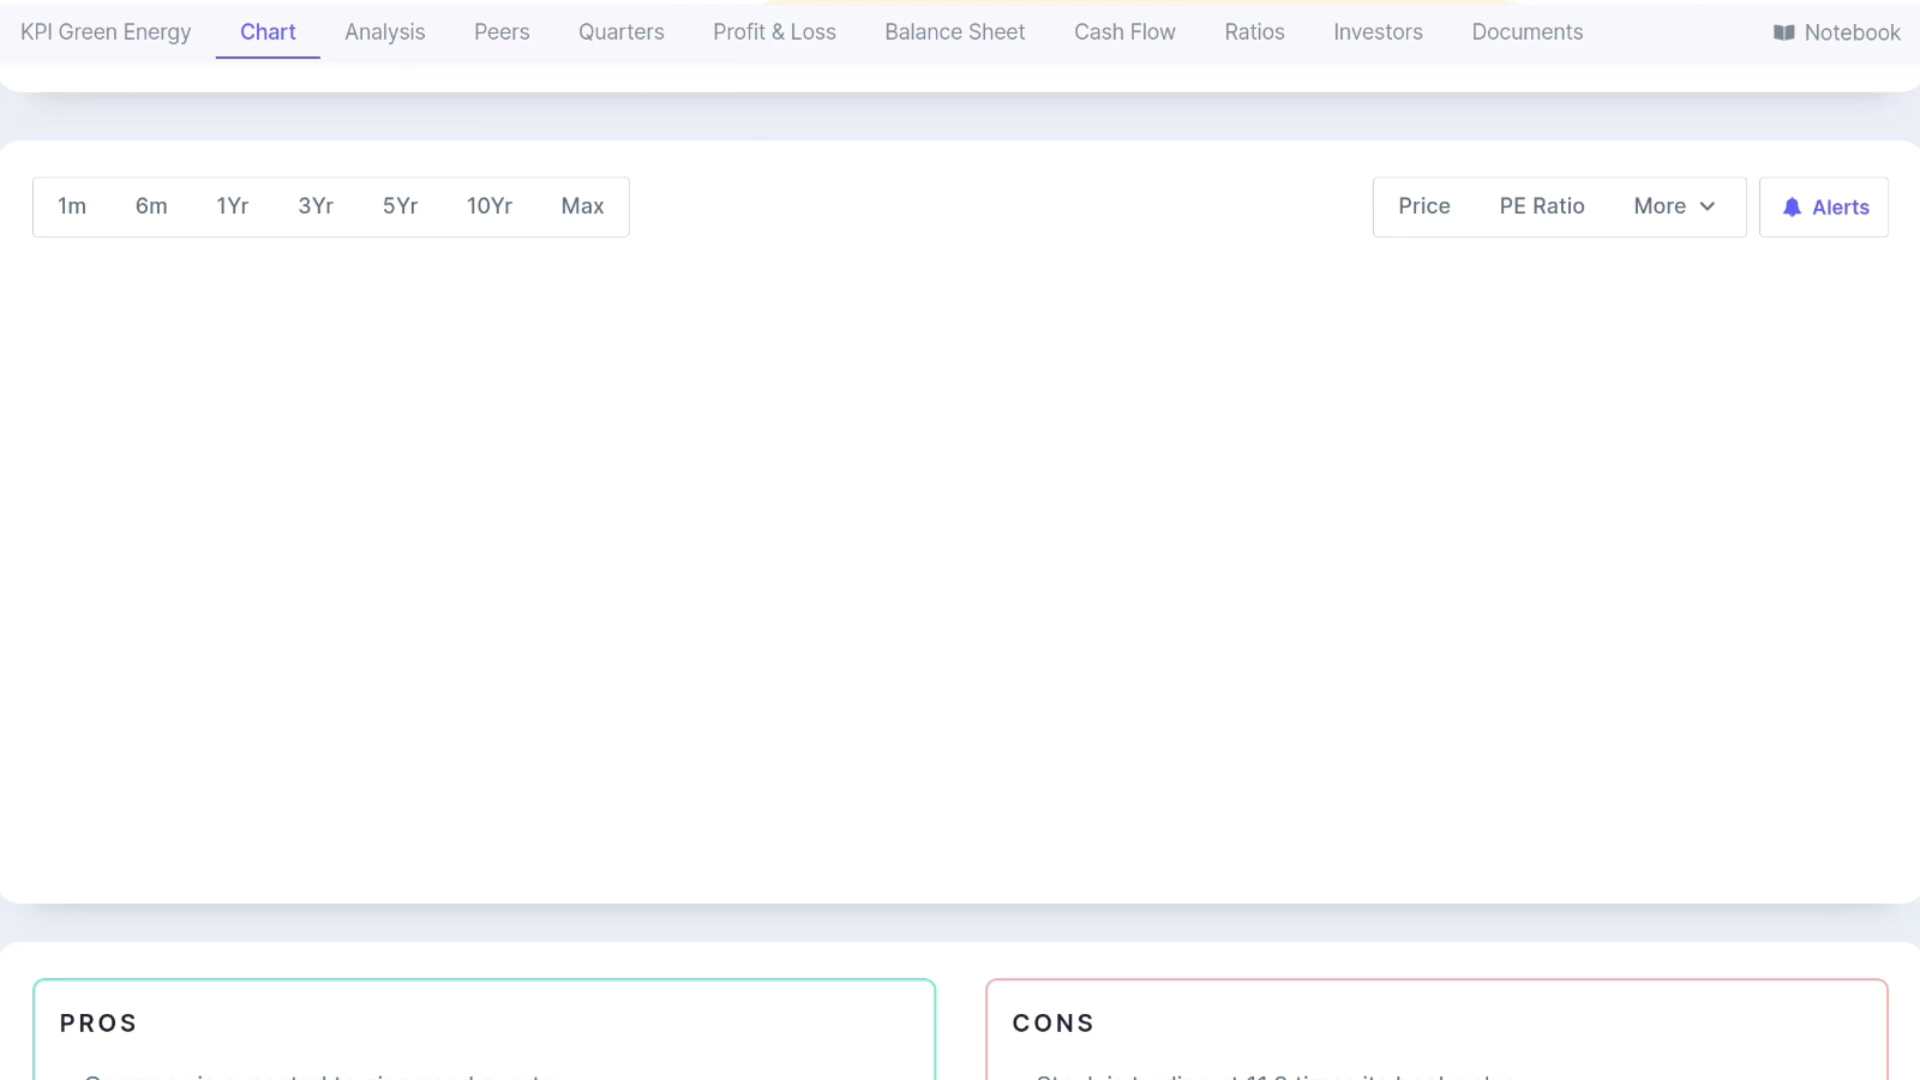 KPI Green Energy Chart Analysis Peers Quarters Profit & Loss Balance Sheet Cash Flow Ratios Investors Documents Notebook
1m 6m 1Yr 3Yr 5Yr 10Yr Max Price PE Ratio More Alerts
PROS CONS